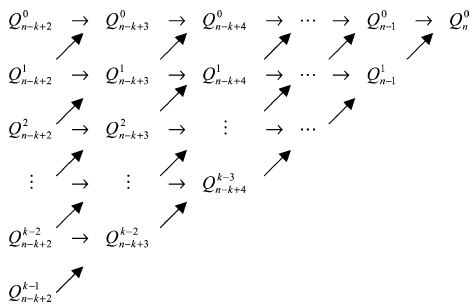 Q^0_{n-k+2} → Q^0_{n-k+3} → Q^0_{n-k+4} → ⋯ → Q^0_{n-1} → Q^0_n
Q^1_{n-k+2} → Q^1_{n-k+3} → Q^1_{n-k+4} → ⋯ → Q^1_{n-1}
Q^2_{n-k+2} → Q^2_{n-k+3} → ⋮ → ⋯
⋮ → ⋮ → Q^{k-3}_{n-k+4}
Q^{k-2}_{n-k+2} → Q^{k-2}_{n-k+3}
Q^{k-1}_{n-k+2}